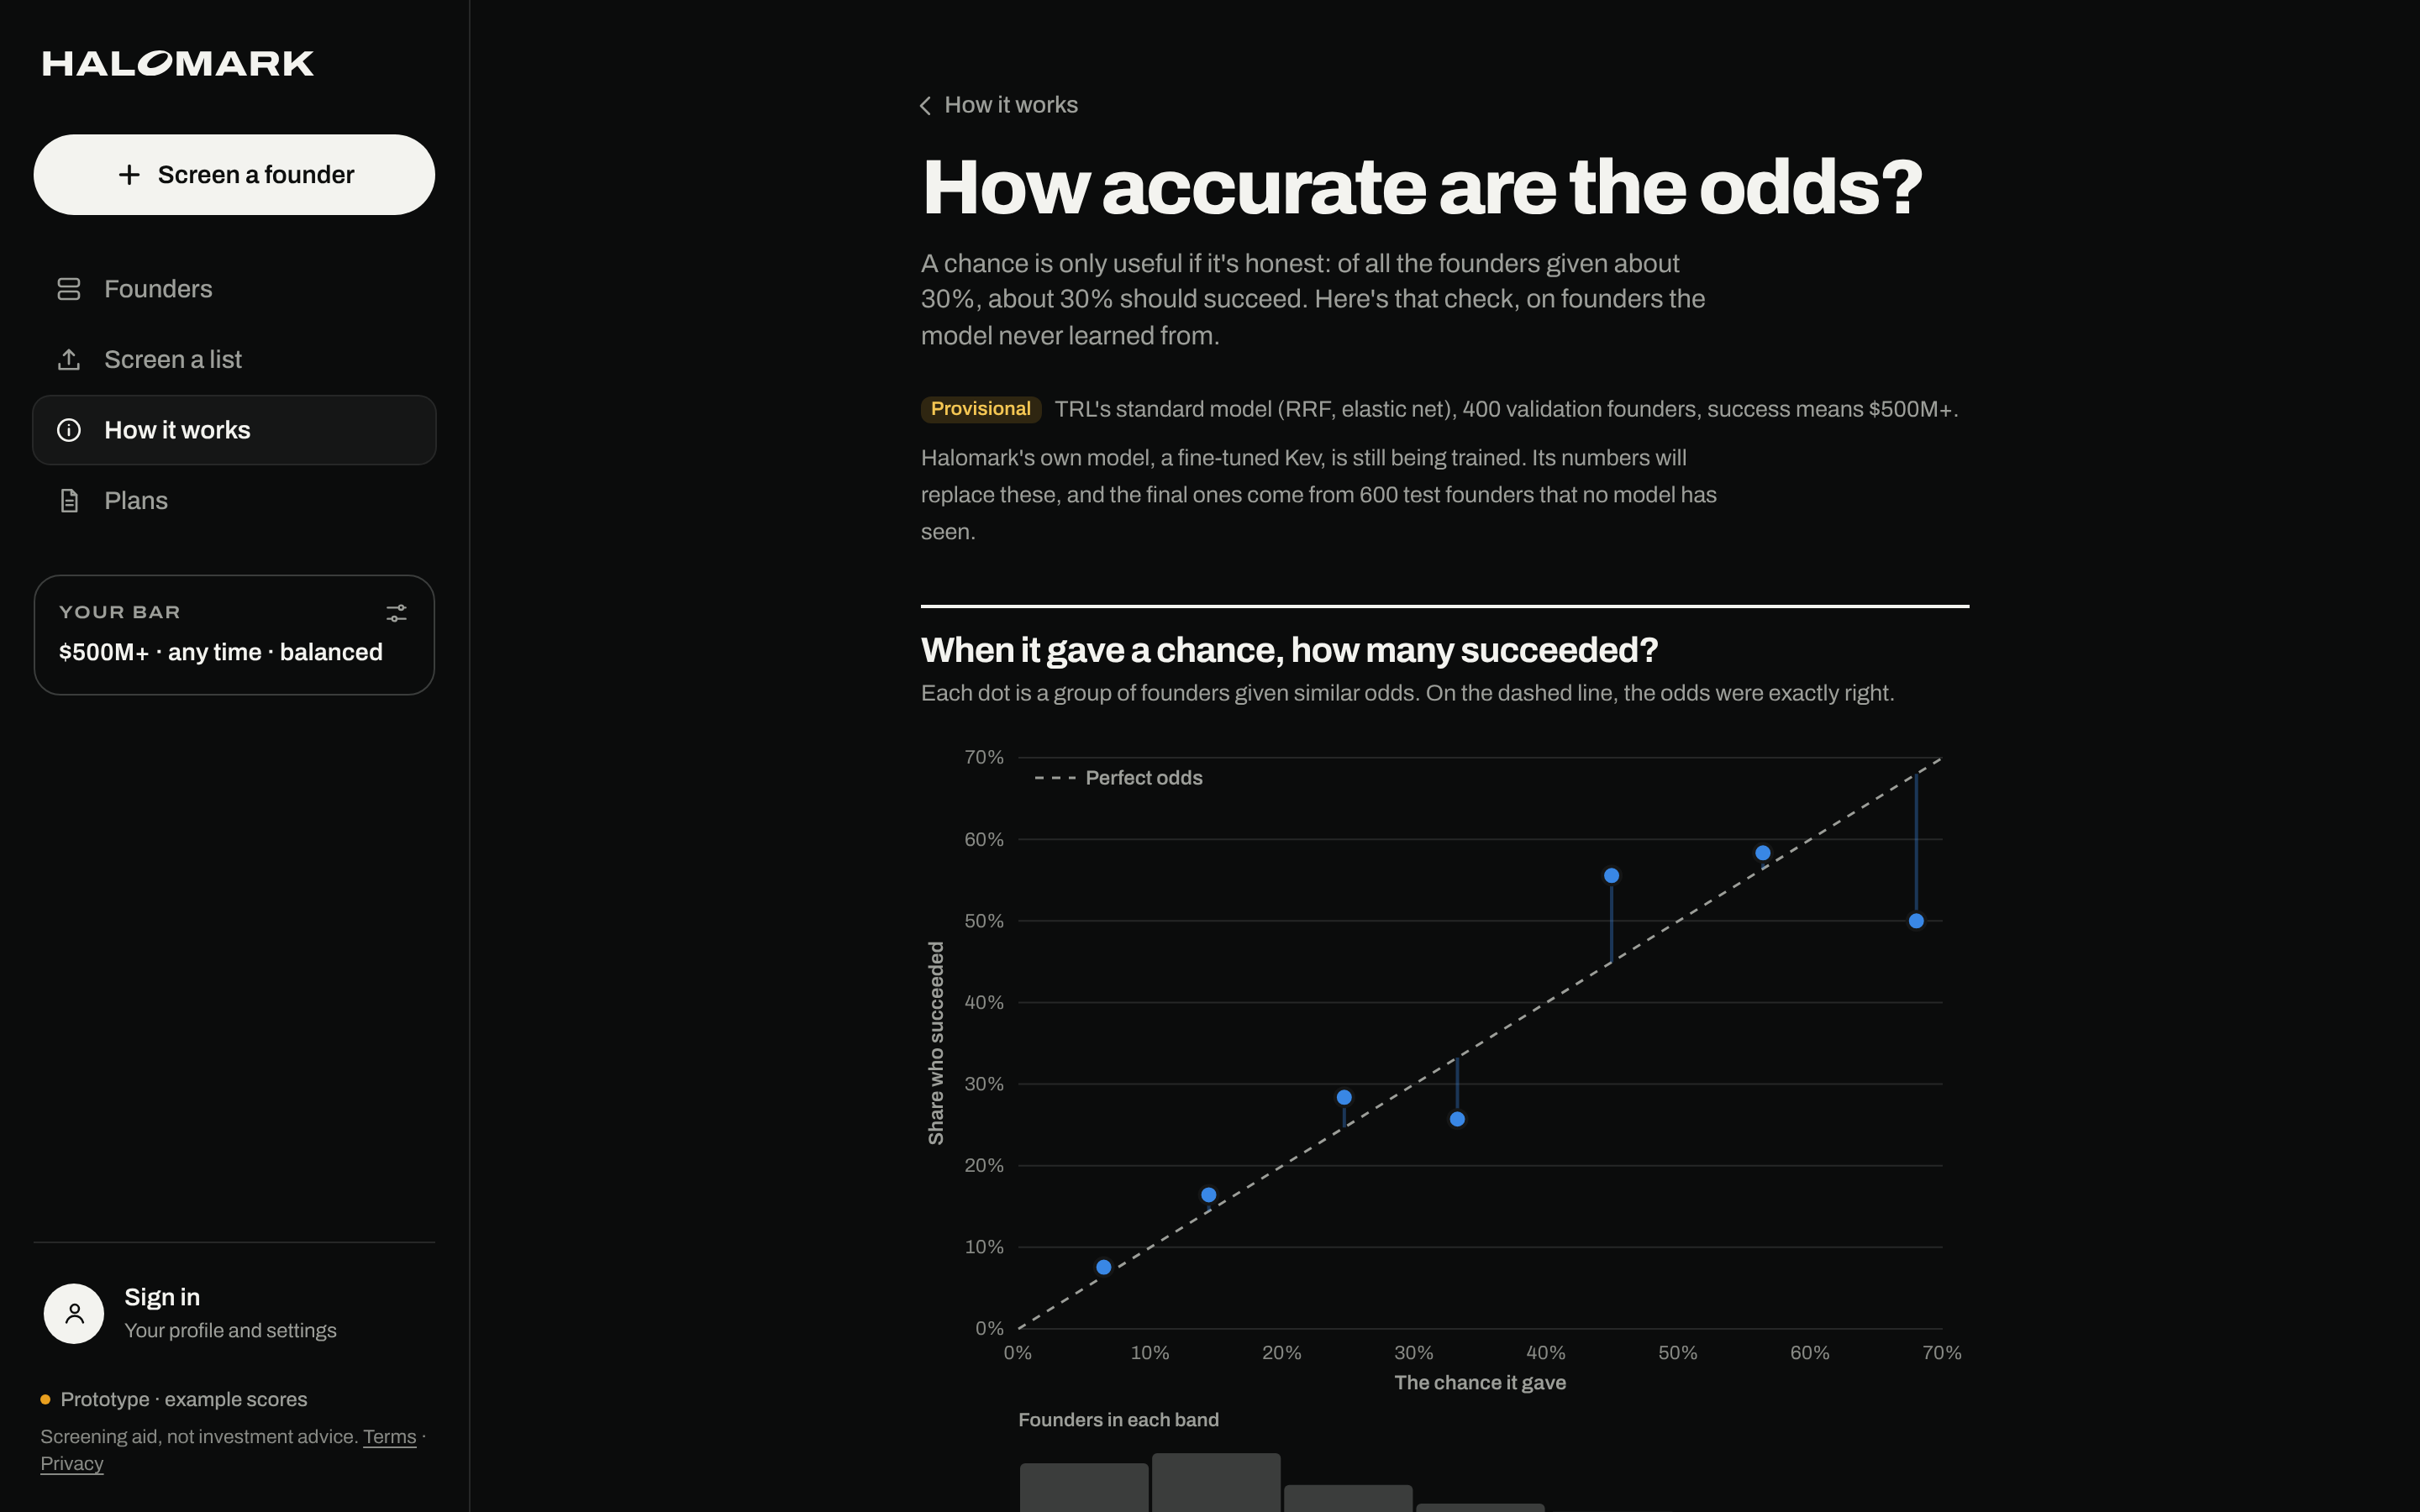 HALOMARK
Screen a founder
Founders
Screen a list
How it works
Plans
YOUR BAR
$500M+ · any time · balanced
Sign in
Your profile and settings
Prototype · example scores
Screening aid, not investment advice. Terms ·
Privacy
How it works
How accurate are the odds?
A chance is only useful if it's honest: of all the founders given about
30%, about 30% should succeed. Here's that check, on founders the
model never learned from.
Provisional TRL's standard model (RRF, elastic net), 400 validation founders, success means $500M+.
Halomark's own model, a fine-tuned Kev, is still being trained. Its numbers will
replace these, and the final ones come from 600 test founders that no model has
seen.
When it gave a chance, how many succeeded?
Each dot is a group of founders given similar odds. On the dashed line, the odds were exactly right.
70%
Perfect odds
60%
50%
40%
30%
20%
10%
0%
Share who succeeded
0% 10% 20% 30% 40% 50% 60% 70%
The chance it gave
Founders in each band